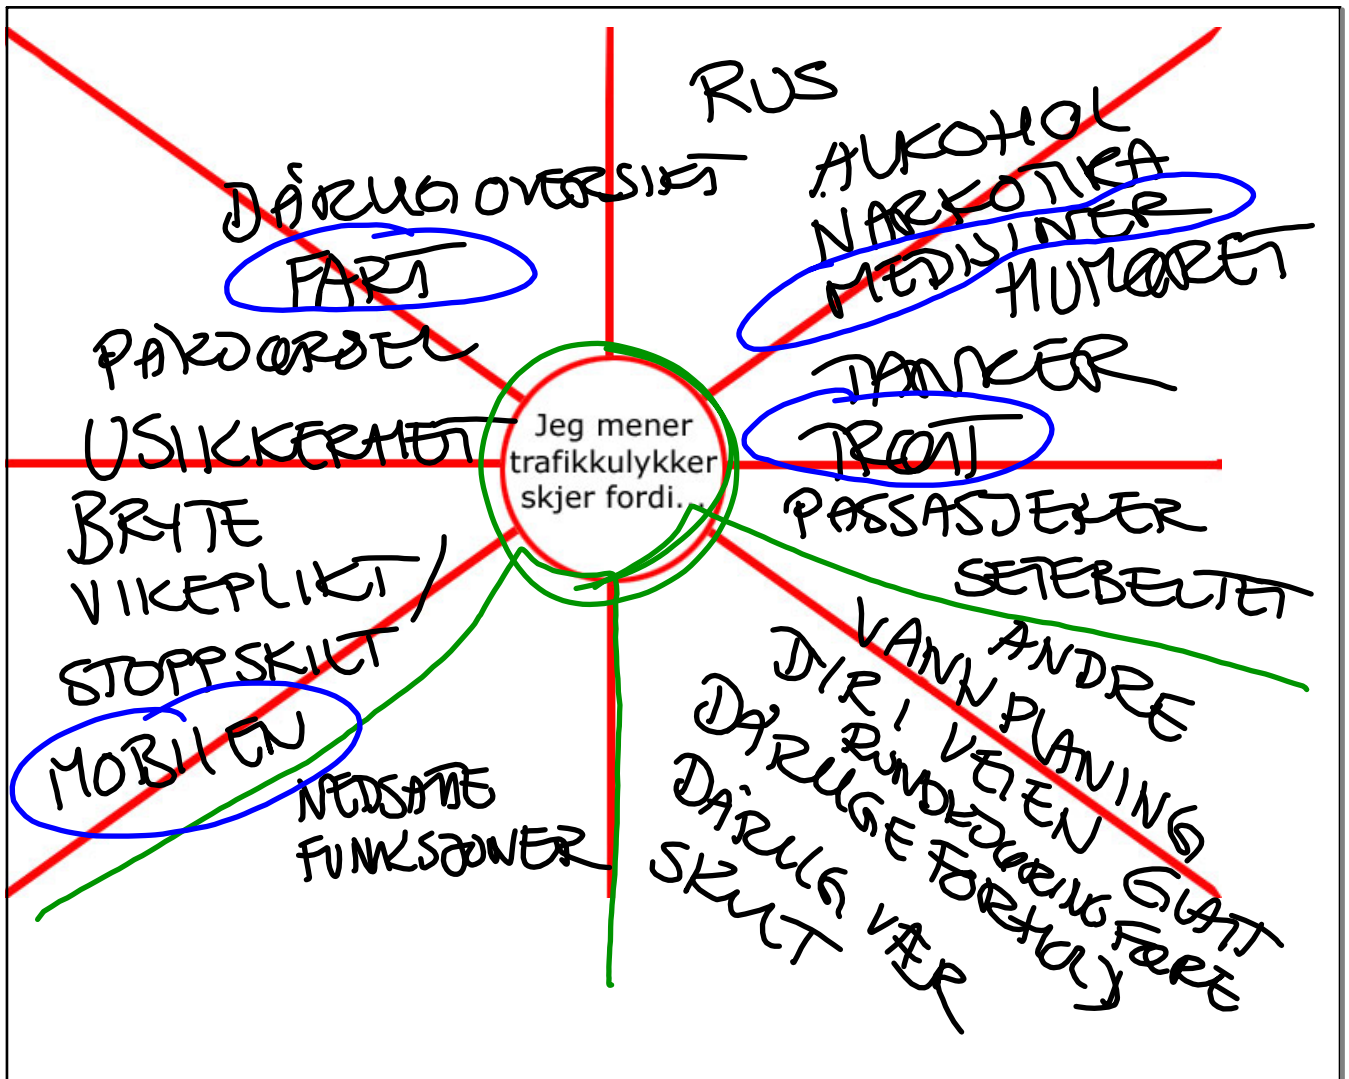 RUS
ALKOHOL
NARKOTIKA
MEDISINER
HUMØRET
TANKER
TRØTT
PASSASJERER
SETEBELTET
DÅRLIG OVERSIKT
FART
PÅKJØRSEL
USIKKERHET
Jeg mener
trafikkulykker
skjer fordi...
BRYTE
VIKEPLIKT /
STOPPSKILT
MOBILEN
NEDSATTE
FUNKSJONER
ANDRE
VANNPLANING
DYR I VEIEN
RUNDKJØRING
GLATT
FØRE
DÅRLIGE FORHOLD
DÅRLIG VÆR
SKILT